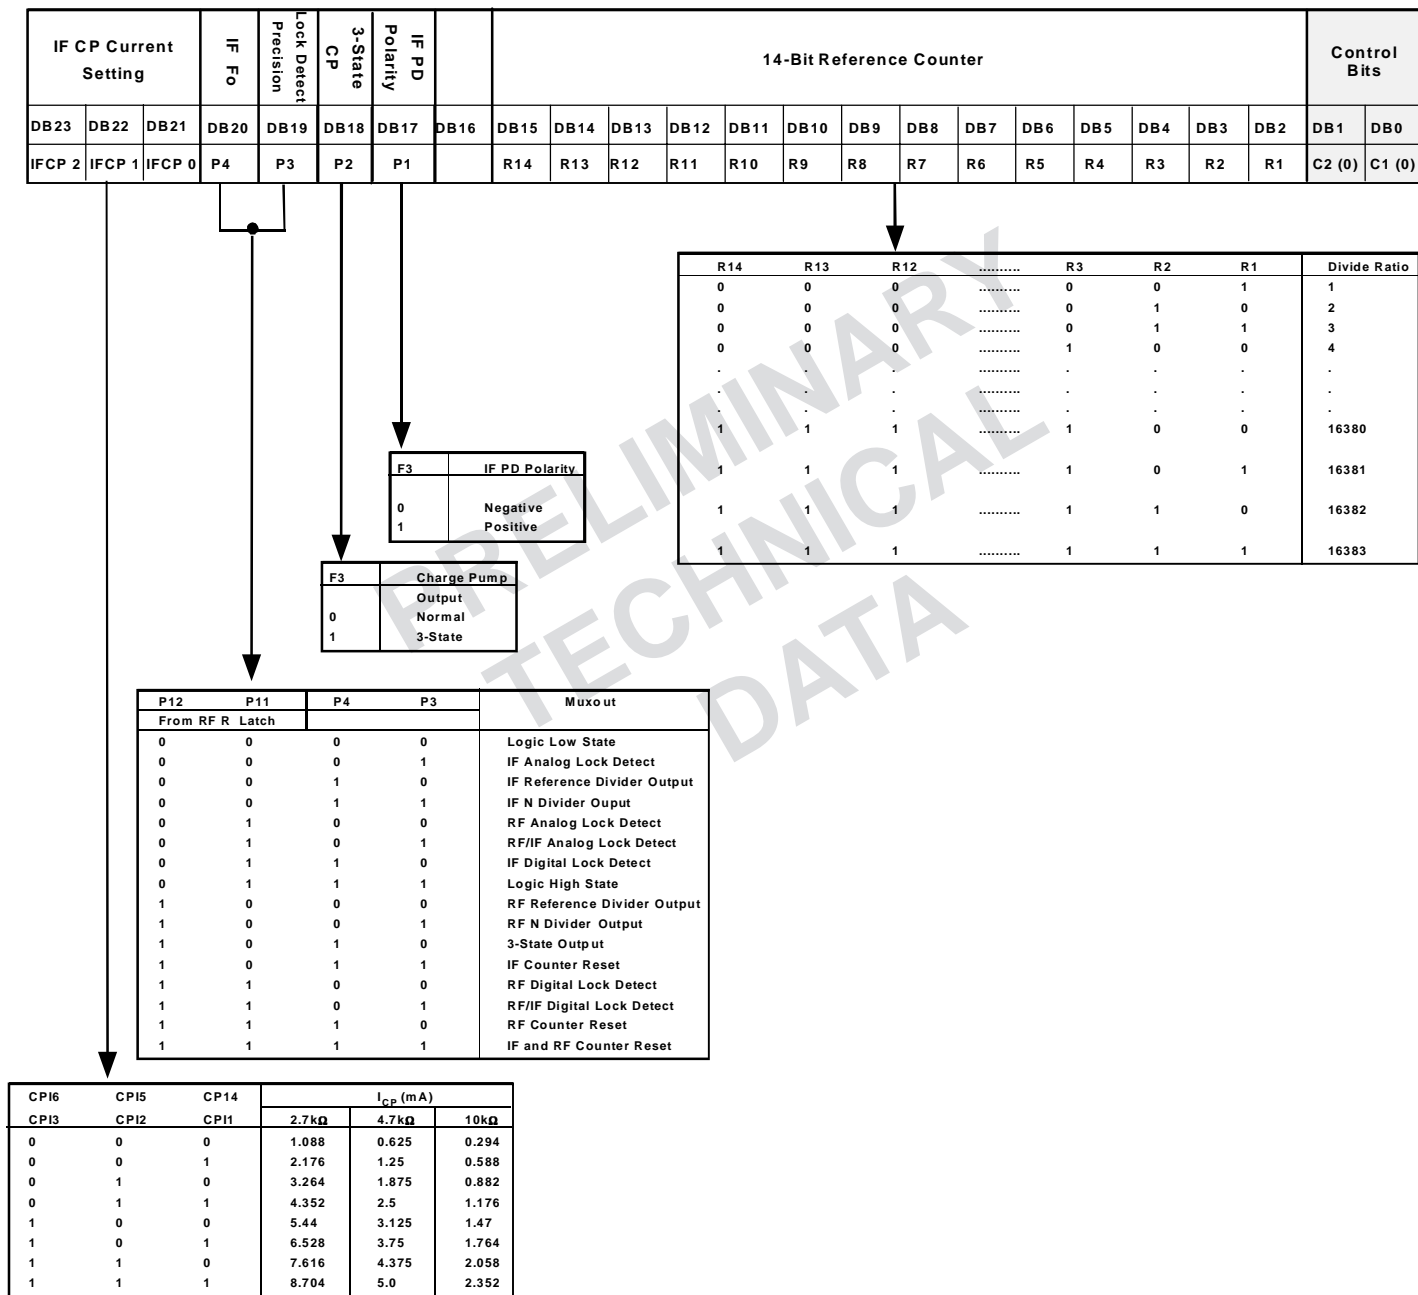 IF CP Current Setting
IF Fo
Lock Detect Precision
3-State CP
IF PD Polarity
14-Bit Reference Counter
Control Bits
DB23 DB22 DB21 DB20 DB19 DB18 DB17 DB16 DB15 DB14 DB13 DB12 DB11 DB10 DB9 DB8 DB7 DB6 DB5 DB4 DB3 DB2 DB1 DB0
IFCP 2 IFCP 1 IFCP 0 P4 P3 P2 P1 R14 R13 R12 R11 R10 R9 R8 R7 R6 R5 R4 R3 R2 R1 C2 (0) C1 (0)
R14 R13 R12 .......... R3 R2 R1 Divide Ratio
0 0 0 .......... 0 0 1 1
0 0 0 .......... 0 1 0 2
0 0 0 .......... 0 1 1 3
0 0 0 .......... 1 0 0 4
. . . .......... . . . .
. . . .......... . . . .
. . . .......... . . . .
1 1 1 .......... 1 0 0 16380
1 1 1 .......... 1 0 1 16381
1 1 1 .......... 1 1 0 16382
1 1 1 .......... 1 1 1 16383
F3 IF PD Polarity
0 Negative
1 Positive
F3 Charge Pump
Output
0 Normal
1 3-State
P12 P11 P4 P3 Muxout
From RF R Latch
0 0 0 0 Logic Low State
0 0 0 1 IF Analog Lock Detect
0 0 1 0 IF Reference Divider Output
0 0 1 1 IF N Divider Ouput
0 1 0 0 RF Analog Lock Detect
0 1 0 1 RF/IF Analog Lock Detect
0 1 1 0 IF Digital Lock Detect
0 1 1 1 Logic High State
1 0 0 0 RF Reference Divider Output
1 0 0 1 RF N Divider Output
1 0 1 0 3-State Output
1 0 1 1 IF Counter Reset
1 1 0 0 RF Digital Lock Detect
1 1 0 1 RF/IF Digital Lock Detect
1 1 1 0 RF Counter Reset
1 1 1 1 IF and RF Counter Reset
CPI6 CPI5 CP14 ICP (mA)
CPI3 CPI2 CPI1 2.7kΩ 4.7kΩ 10kΩ
0 0 0 1.088 0.625 0.294
0 0 1 2.176 1.25 0.588
0 1 0 3.264 1.875 0.882
0 1 1 4.352 2.5 1.176
1 0 0 5.44 3.125 1.47
1 0 1 6.528 3.75 1.764
1 1 0 7.616 4.375 2.058
1 1 1 8.704 5.0 2.352
PRELIMINARY
TECHNICAL
DATA